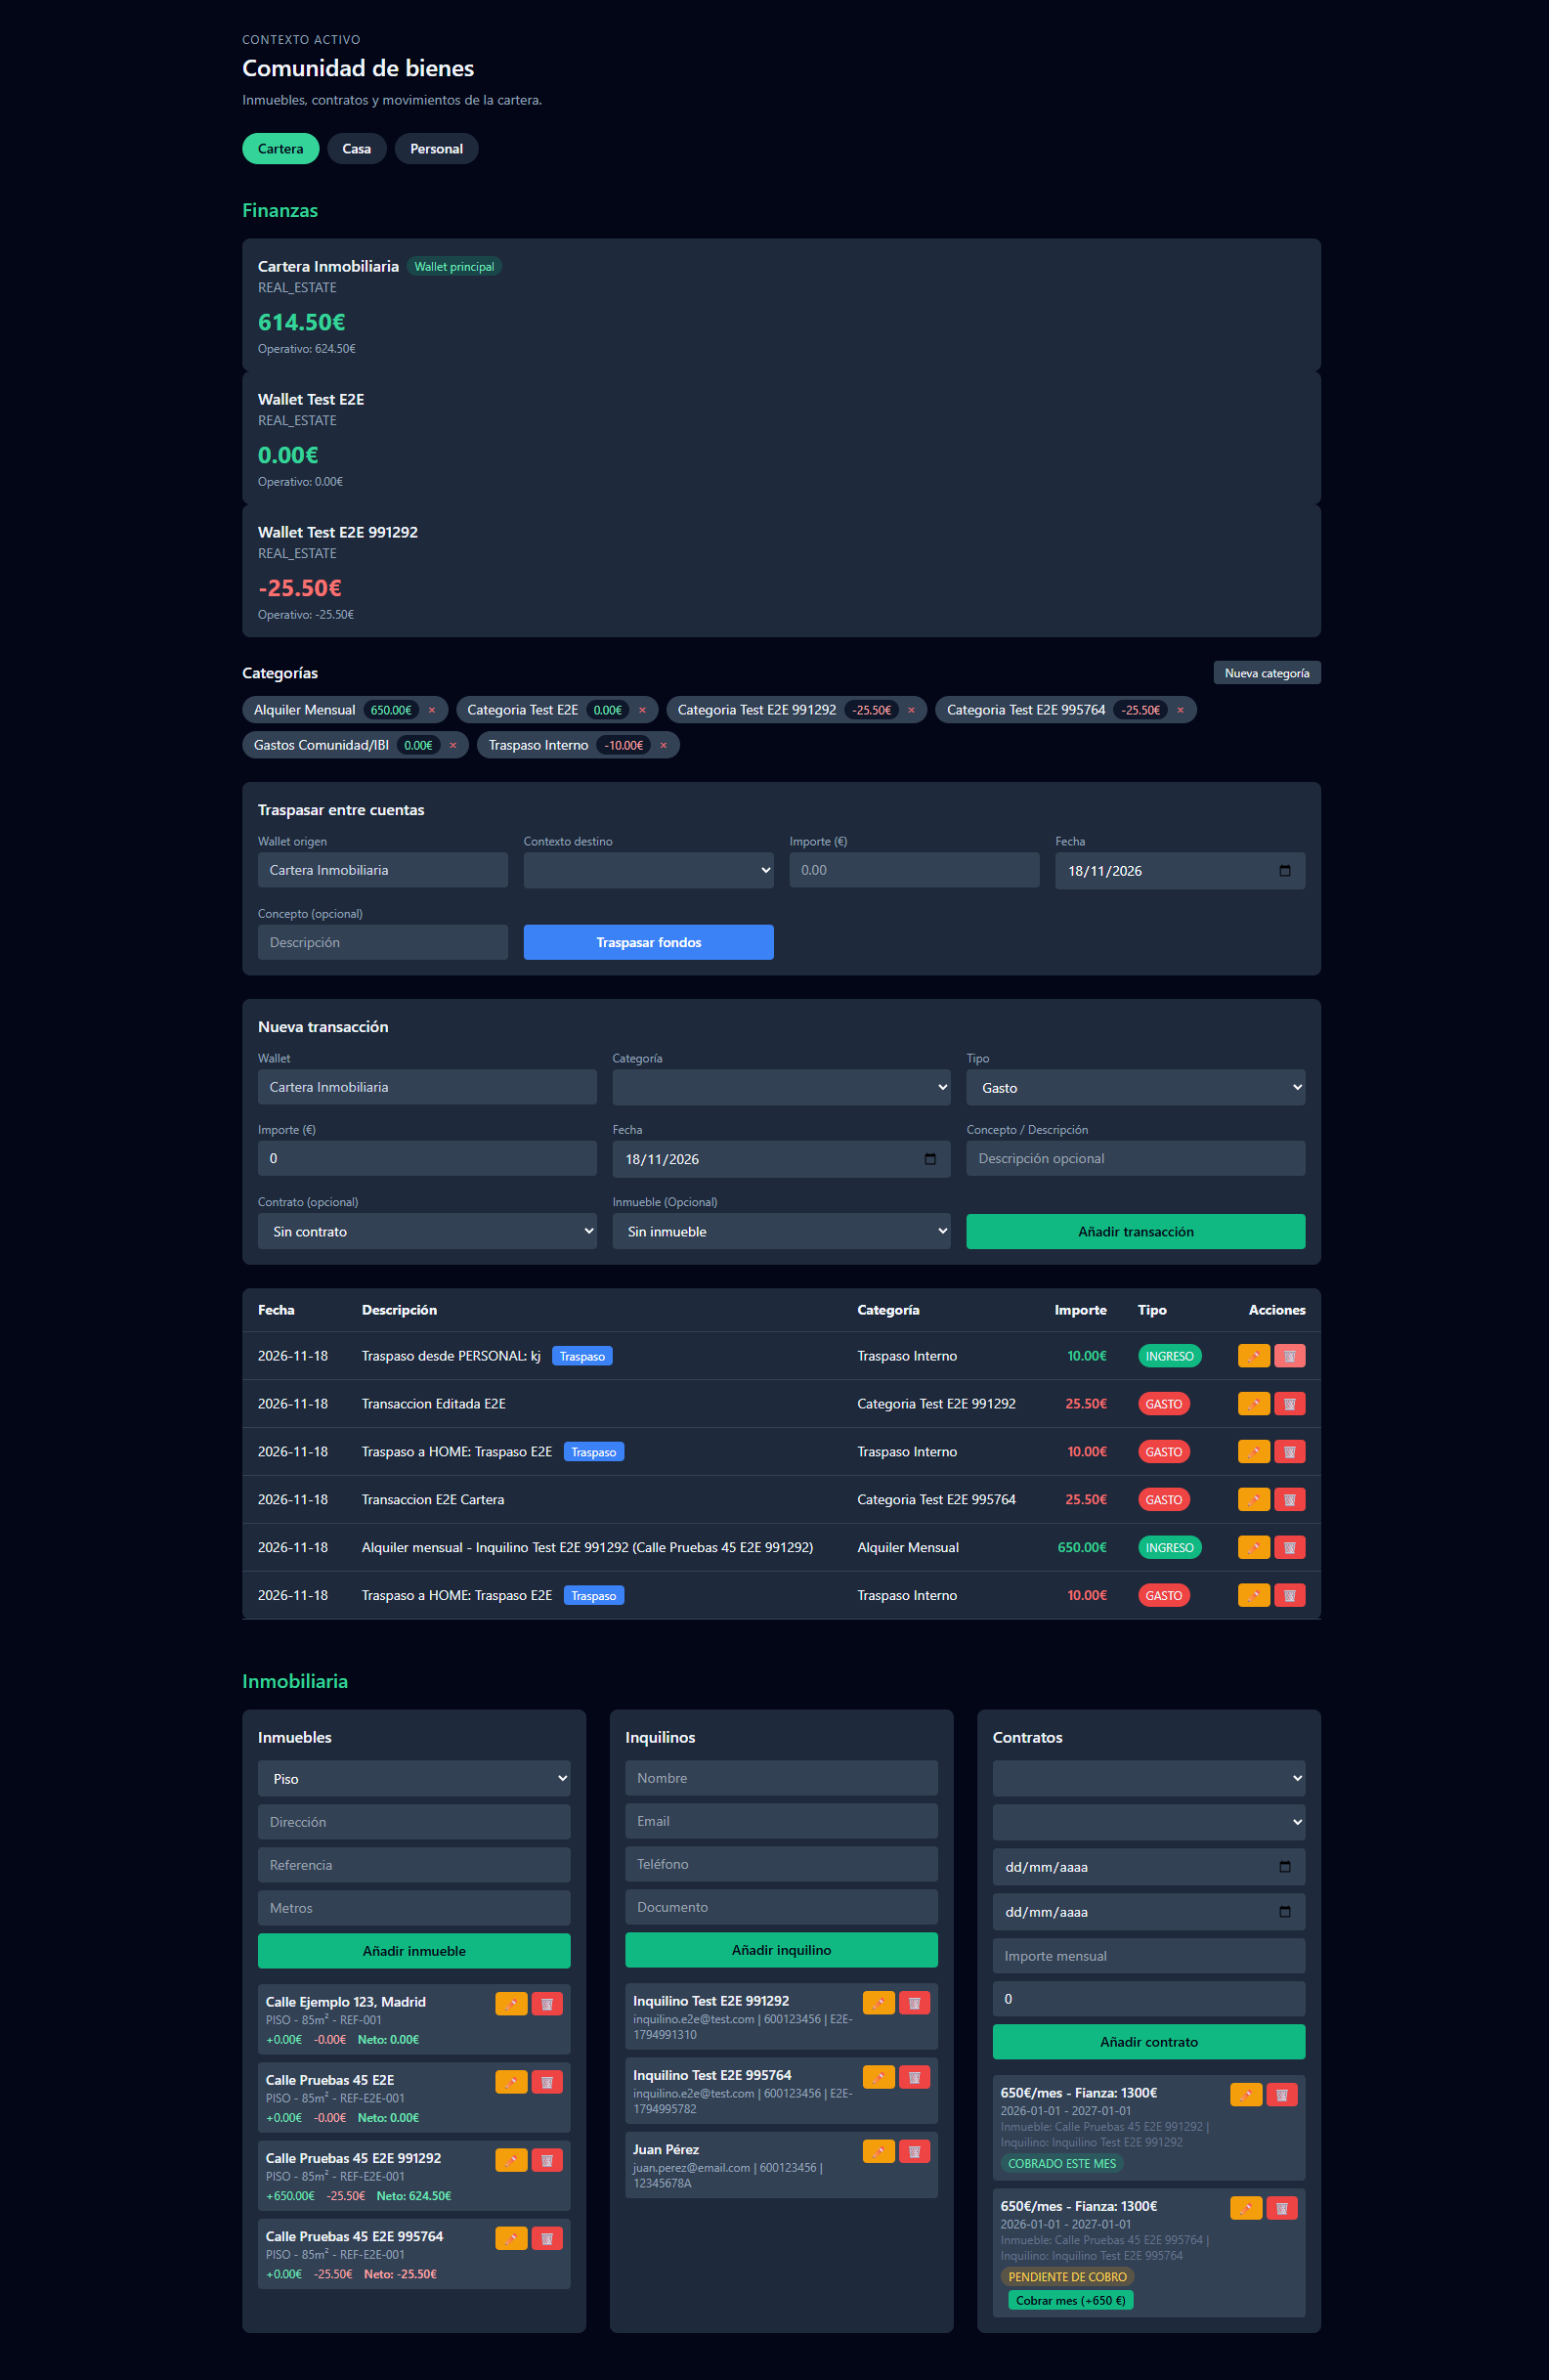 CONTEXTO ACTIVO
Comunidad de bienes
Inmuebles, contratos y movimientos de la cartera.
Cartera Casa Personal
Finanzas
Cartera Inmobiliaria Wallet principal
REAL_ESTATE
614.50€
Operativo: 624.50€
Wallet Test E2E
REAL_ESTATE
0.00€
Operativo: 0.00€
Wallet Test E2E 991292
REAL_ESTATE
-25.50€
Operativo: -25.50€
Categorías Nueva categoría
Alquiler Mensual 650.00€ × Categoria Test E2E 0.00€ × Categoria Test E2E 991292 -25.50€ × Categoria Test E2E 995764 -25.50€ ×
Gastos Comunidad/IBI 0.00€ × Traspaso Interno -10.00€ ×
Traspasar entre cuentas
Wallet origen Contexto destino Importe (€) Fecha
Cartera Inmobiliaria 0.00 18/11/2026
Concepto (opcional)
Descripción Traspasar fondos
Nueva transacción
Wallet Categoría Tipo
Cartera Inmobiliaria Gasto
Importe (€) Fecha Concepto / Descripción
0 18/11/2026 Descripción opcional
Contrato (opcional) Inmueble (Opcional)
Sin contrato Sin inmueble Añadir transacción
Fecha Descripción Categoría Importe Tipo Acciones
2026-11-18 Traspaso desde PERSONAL: kj Traspaso Traspaso Interno 10.00€ INGRESO
2026-11-18 Transaccion Editada E2E Categoria Test E2E 991292 25.50€ GASTO
2026-11-18 Traspaso a HOME: Traspaso E2E Traspaso Traspaso Interno 10.00€ GASTO
2026-11-18 Transaccion E2E Cartera Categoria Test E2E 995764 25.50€ GASTO
2026-11-18 Alquiler mensual - Inquilino Test E2E 991292 (Calle Pruebas 45 E2E 991292) Alquiler Mensual 650.00€ INGRESO
2026-11-18 Traspaso a HOME: Traspaso E2E Traspaso Traspaso Interno 10.00€ GASTO
Inmobiliaria
Inmuebles
Piso
Dirección
Referencia
Metros
Añadir inmueble
Calle Ejemplo 123, Madrid
PISO - 85m² - REF-001
+0.00€ -0.00€ Neto: 0.00€
Calle Pruebas 45 E2E
PISO - 85m² - REF-E2E-001
+0.00€ -0.00€ Neto: 0.00€
Calle Pruebas 45 E2E 991292
PISO - 85m² - REF-E2E-001
+650.00€ -25.50€ Neto: 624.50€
Calle Pruebas 45 E2E 995764
PISO - 85m² - REF-E2E-001
+0.00€ -25.50€ Neto: -25.50€
Inquilinos
Nombre
Email
Teléfono
Documento
Añadir inquilino
Inquilino Test E2E 991292
inquilino.e2e@test.com | 600123456 | E2E-
1794991310
Inquilino Test E2E 995764
inquilino.e2e@test.com | 600123456 | E2E-
1794995782
Juan Pérez
juan.perez@email.com | 600123456 |
12345678A
Contratos
dd/mm/aaaa
dd/mm/aaaa
Importe mensual
0
Añadir contrato
650€/mes - Fianza: 1300€
2026-01-01 - 2027-01-01
Inmueble: Calle Pruebas 45 E2E 991292 |
Inquilino: Inquilino Test E2E 991292
COBRADO ESTE MES
650€/mes - Fianza: 1300€
2026-01-01 - 2027-01-01
Inmueble: Calle Pruebas 45 E2E 995764 |
Inquilino: Inquilino Test E2E 995764
PENDIENTE DE COBRO
Cobrar mes (+650 €)